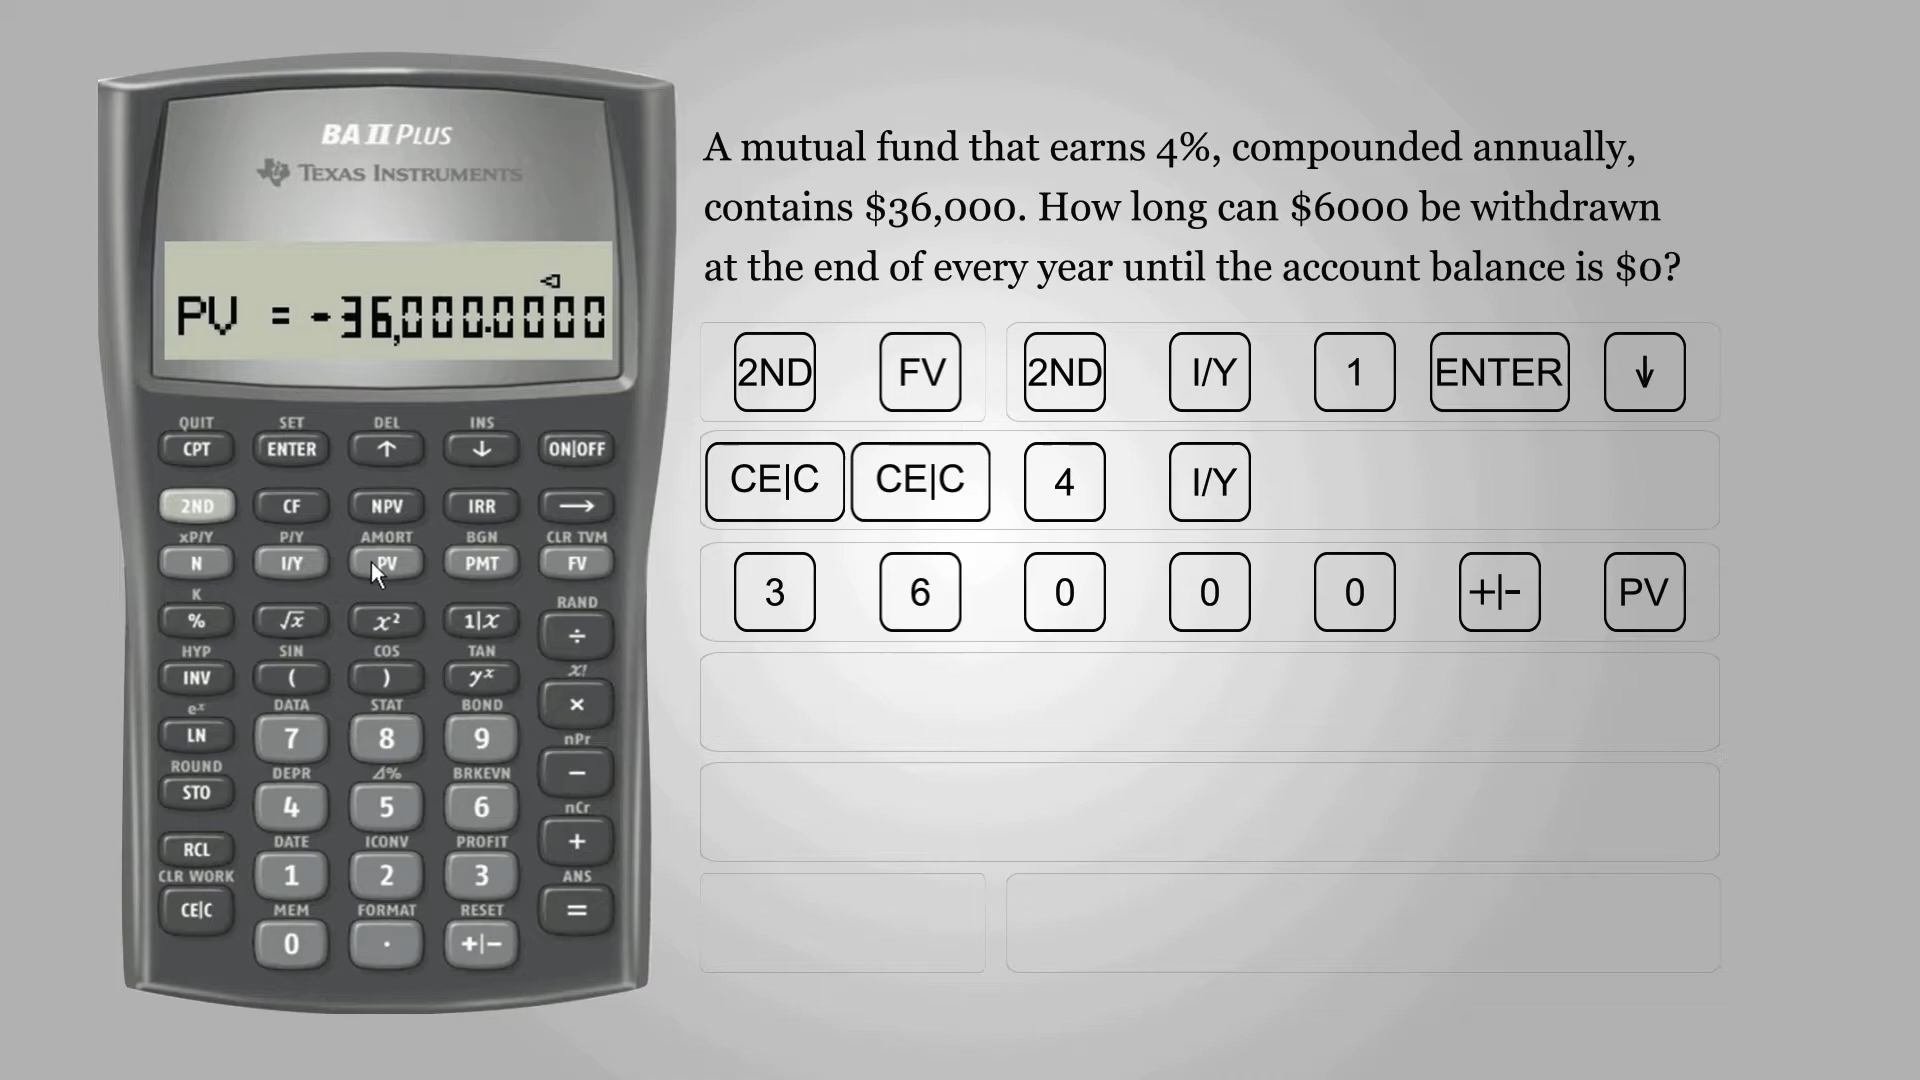 BA II PLUS
TEXAS INSTRUMENTS
PV = -36,000.0000
QUIT SET DEL INS
CPT ENTER ↑ ↓ ON|OFF
2ND CF NPV IRR →
xP/Y P/Y AMORT BGN CLR TVM
N I/Y PV PMT FV
K RAND
% √x x² 1|x ÷
HYP SIN COS TAN x!
INV ( ) yˣ ×
eˣ DATA STAT BOND nPr
LN 7 8 9 −
ROUND DEPR Δ% BRKEVN nCr
STO 4 5 6 +
DATE ICONV PROFIT
RCL 1 2 3 =
CLR WORK ANS
MEM FORMAT RESET
CE|C 0 . +|−
A mutual fund that earns 4%, compounded annually,
contains $36,000. How long can $6000 be withdrawn
at the end of every year until the account balance is $0?
2ND FV 2ND I/Y 1 ENTER ↓
CE|C CE|C 4 I/Y
3 6 0 0 0 +|- PV